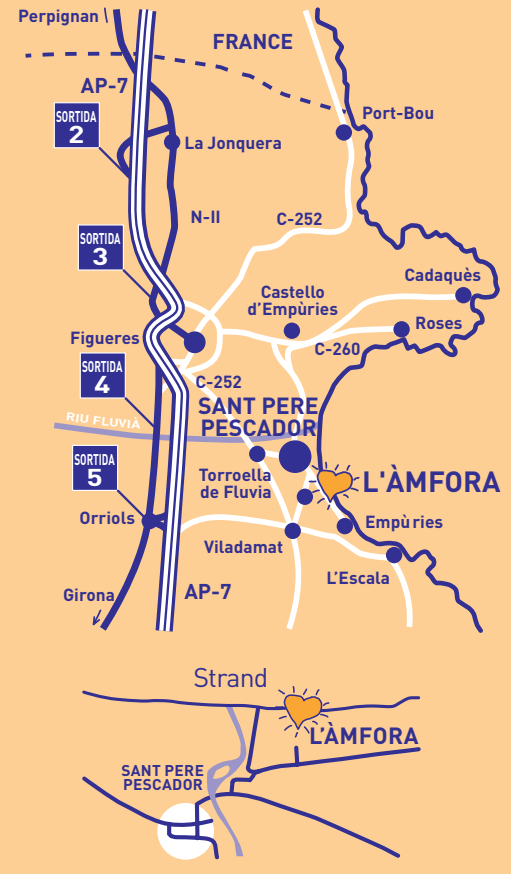 Perpignan
FRANCE
AP-7
SORTIDA
2
Port-Bou
La Jonquera
N-II
C-252
SORTIDA
3
Cadaquès
Castello
d'Empùries
Roses
Figueres
C-260
SORTIDA
4
C-252
SANT PERE
PESCADOR
RIU FLUVIÀ
SORTIDA
5
Torroella
de Fluvia
L'ÀMFORA
Orriols
Empùries
Viladamat
L'Escala
Girona
AP-7
Strand
L'ÀMFORA
SANT PERE
PESCADOR